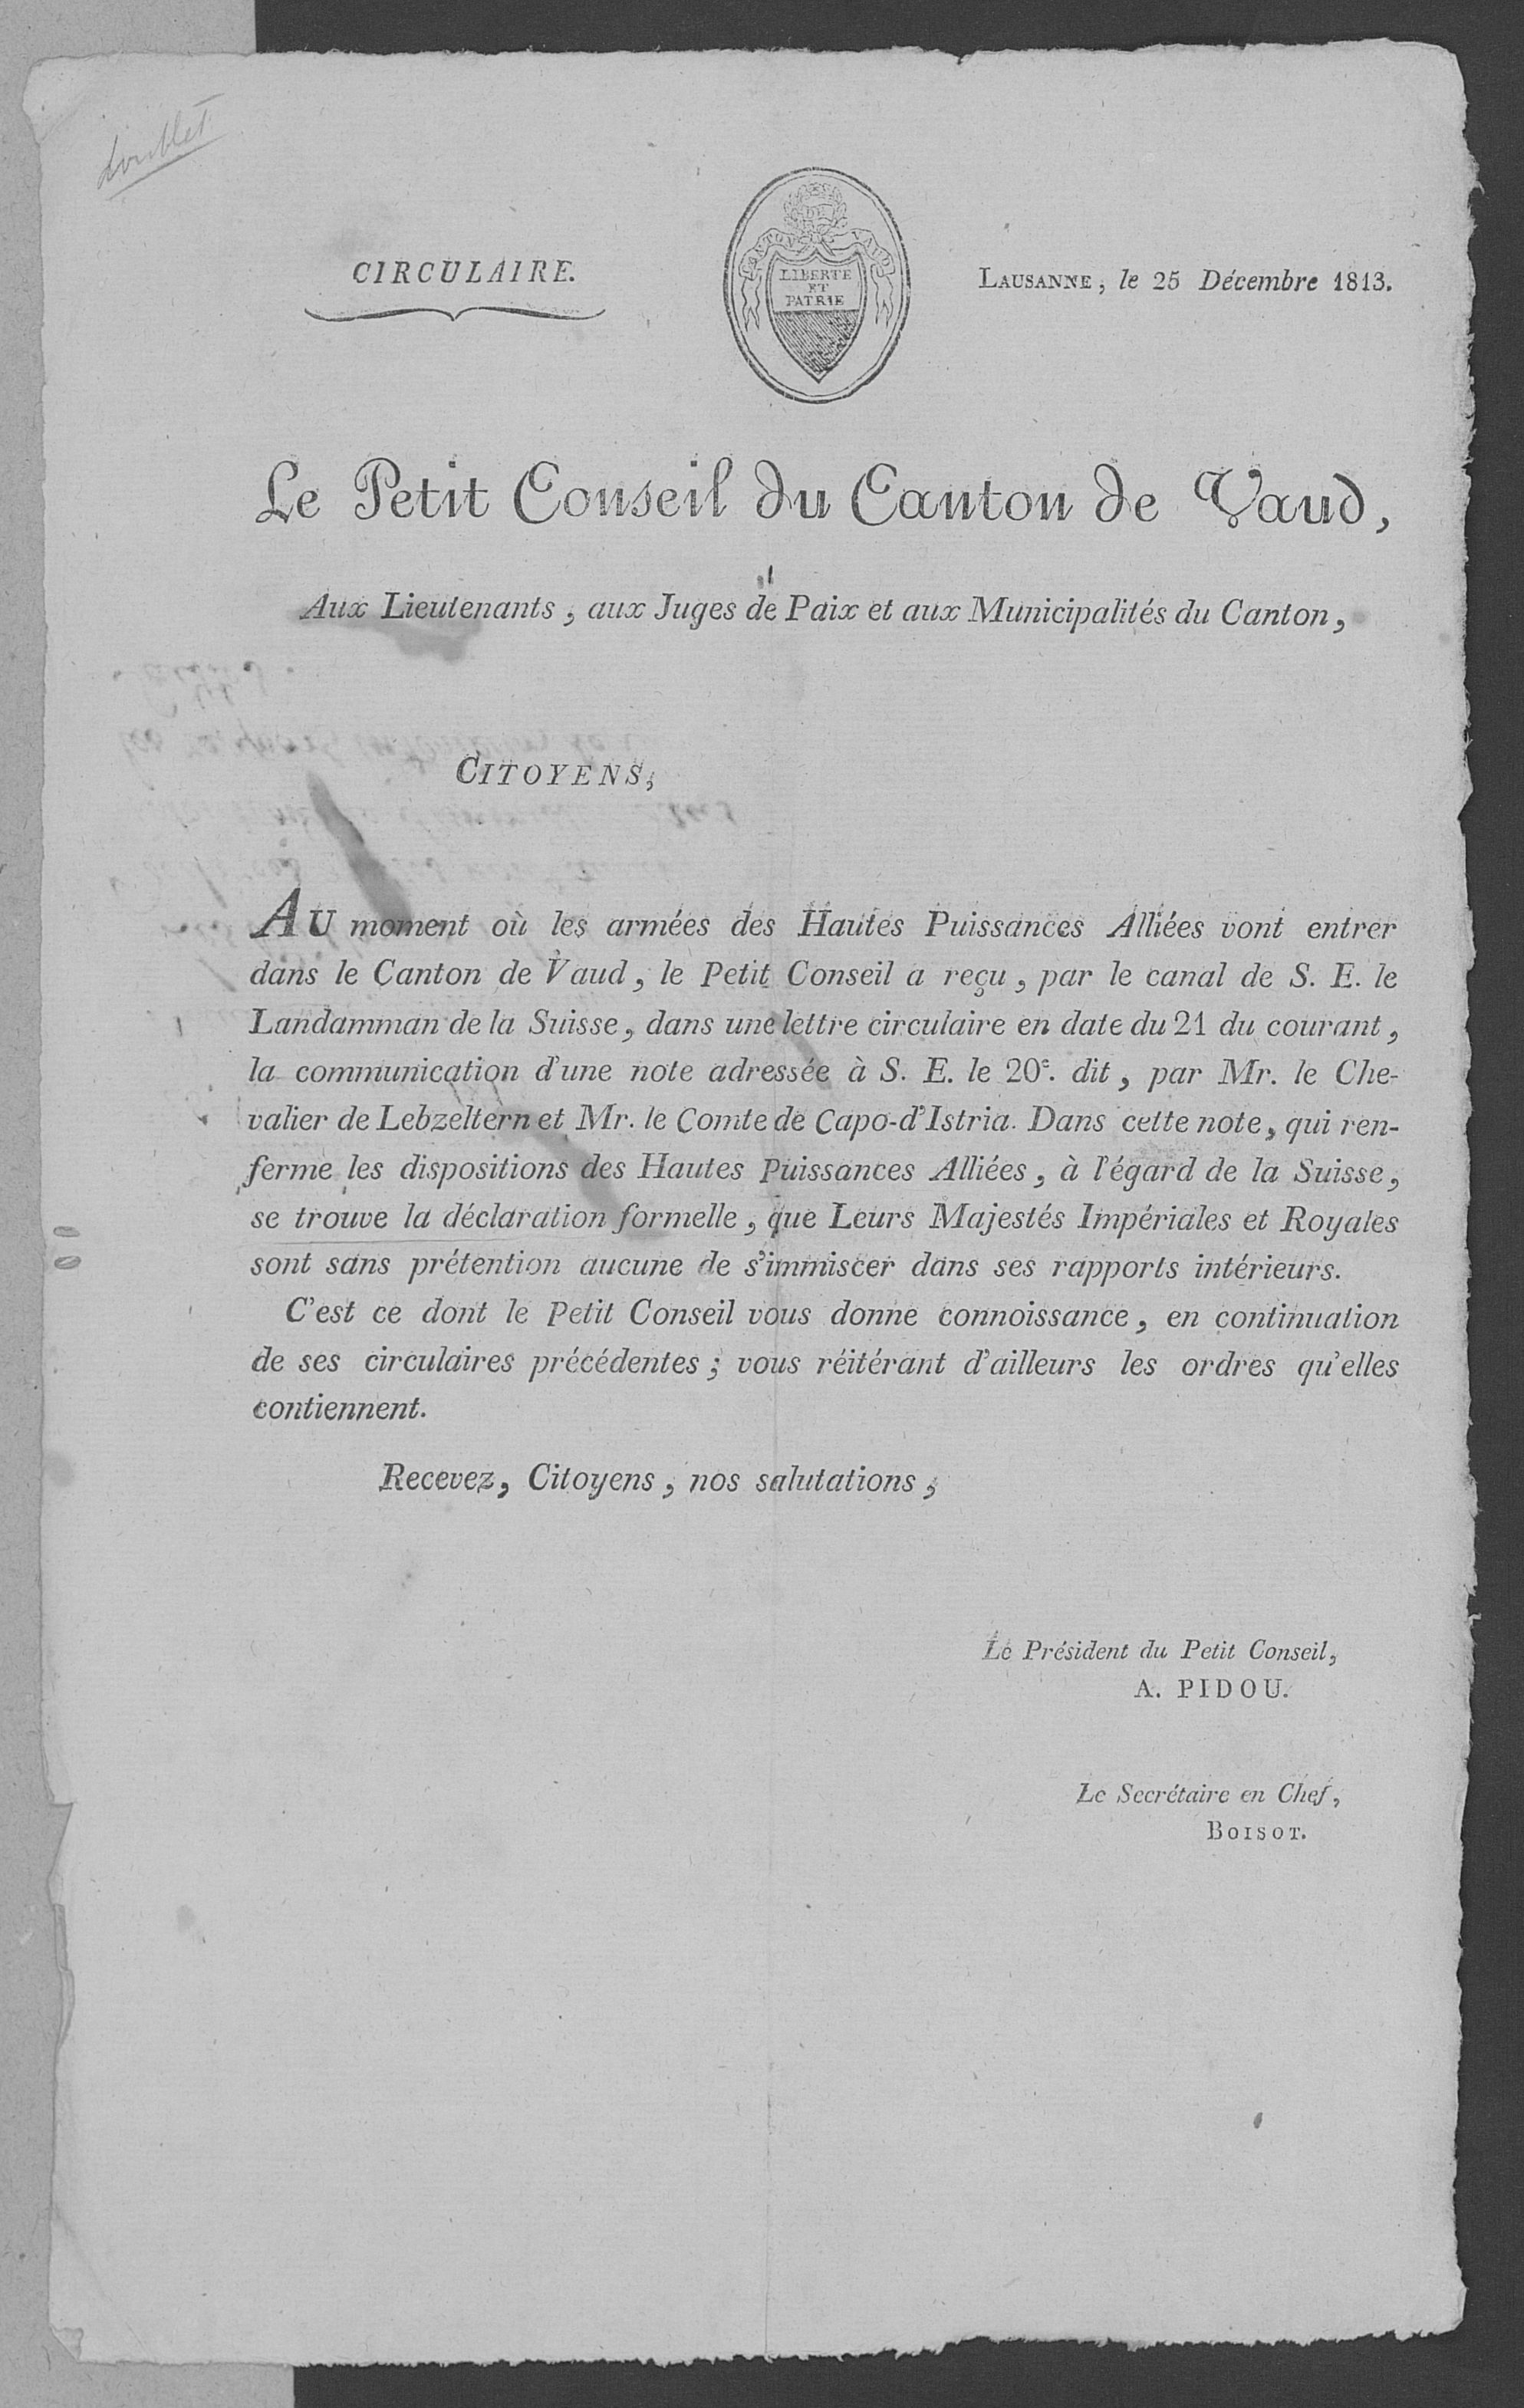 doublet
CIRCULAIRE.
CANTON DE VAUD
LIBERTE
ET
PATRIE
LAUSANNE, le 25 Décembre 1813.
Le Petit Conseil du Canton de Vaud,
Aux Lieutenants, aux Juges de Paix et aux Municipalités du Canton,
CITOYENS,
AU moment où les armées des Hautes Puissances Alliées vont entrer
dans le Canton de Vaud, le Petit Conseil a reçu, par le canal de S. E. le
Landamman de la Suisse, dans une lettre circulaire en date du 21 du courant,
la communication d'une note adressée à S. E. le 20e. dit, par Mr. le Che-
valier de Lebzeltern et Mr. le Comte de Capo-d'Istria. Dans cette note, qui ren-
ferme les dispositions des Hautes Puissances Alliées, à l'égard de la Suisse,
se trouve la déclaration formelle, que Leurs Majestés Impériales et Royales
sont sans prétention aucune de s'immiscer dans ses rapports intérieurs.
C'est ce dont le Petit Conseil vous donne connoissance, en continuation
de ses circulaires précédentes; vous réitérant d'ailleurs les ordres qu'elles
contiennent.
Recevez, Citoyens, nos salutations,
Le Président du Petit Conseil,
A. PIDOU.
Le Secrétaire en Chef,
BOISOT.